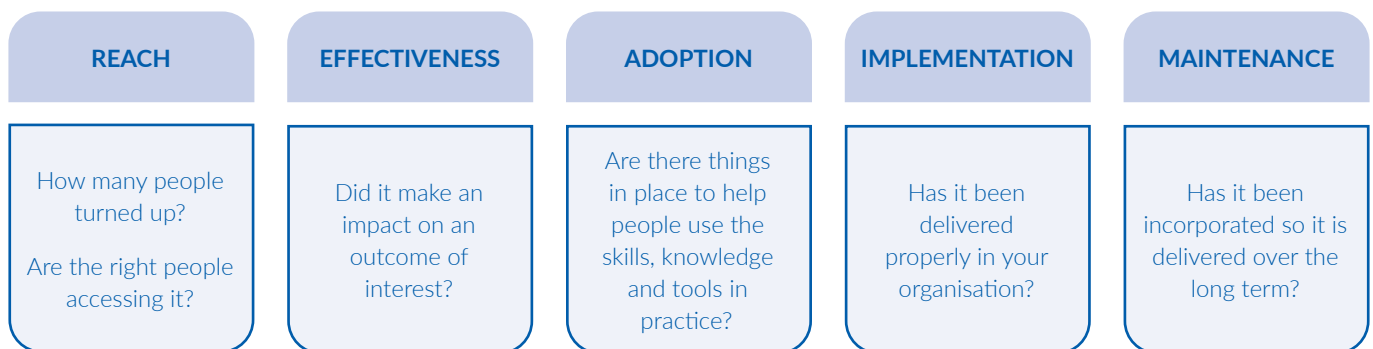 REACH
How many people
turned up?
Are the right people
accessing it?
EFFECTIVENESS
Did it make an
impact on an
outcome of
interest?
ADOPTION
Are there things
in place to help
people use the
skills, knowledge
and tools in
practice?
IMPLEMENTATION
Has it been
delivered
properly in your
organisation?
MAINTENANCE
Has it been
incorporated so it is
delivered over the
long term?